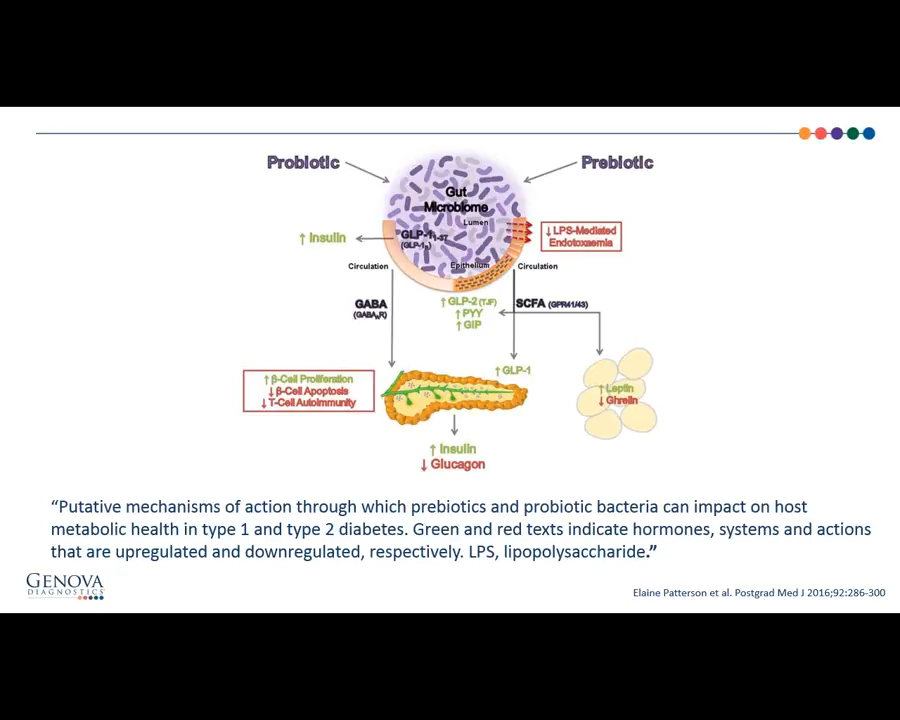 Probiotic
Prebiotic
Gut
Microbiome
Lumen
GLP-1₁₋₃₇
(GLP-1ᵣ)
↑ Insulin
↓ LPS-Mediated
Endotoxaemia
Circulation
Epithelium
Circulation
GABA
(GABAₐR)
↑ GLP-2 (TJF)
↑ PYY
↑ GIP
SCFA (GPR41/43)
↑ GLP-1
↑ β-Cell Proliferation
↓ β-Cell Apoptosis
↓ T-Cell Autoimmunity
↑ Leptin
↓ Ghrelin
↑ Insulin
↓ Glucagon
“Putative mechanisms of action through which prebiotics and probiotic bacteria can impact on host
metabolic health in type 1 and type 2 diabetes. Green and red texts indicate hormones, systems and actions
that are upregulated and downregulated, respectively. LPS, lipopolysaccharide.”
GENOVA
DIAGNOSTICS
Elaine Patterson et al. Postgrad Med J 2016;92:286-300